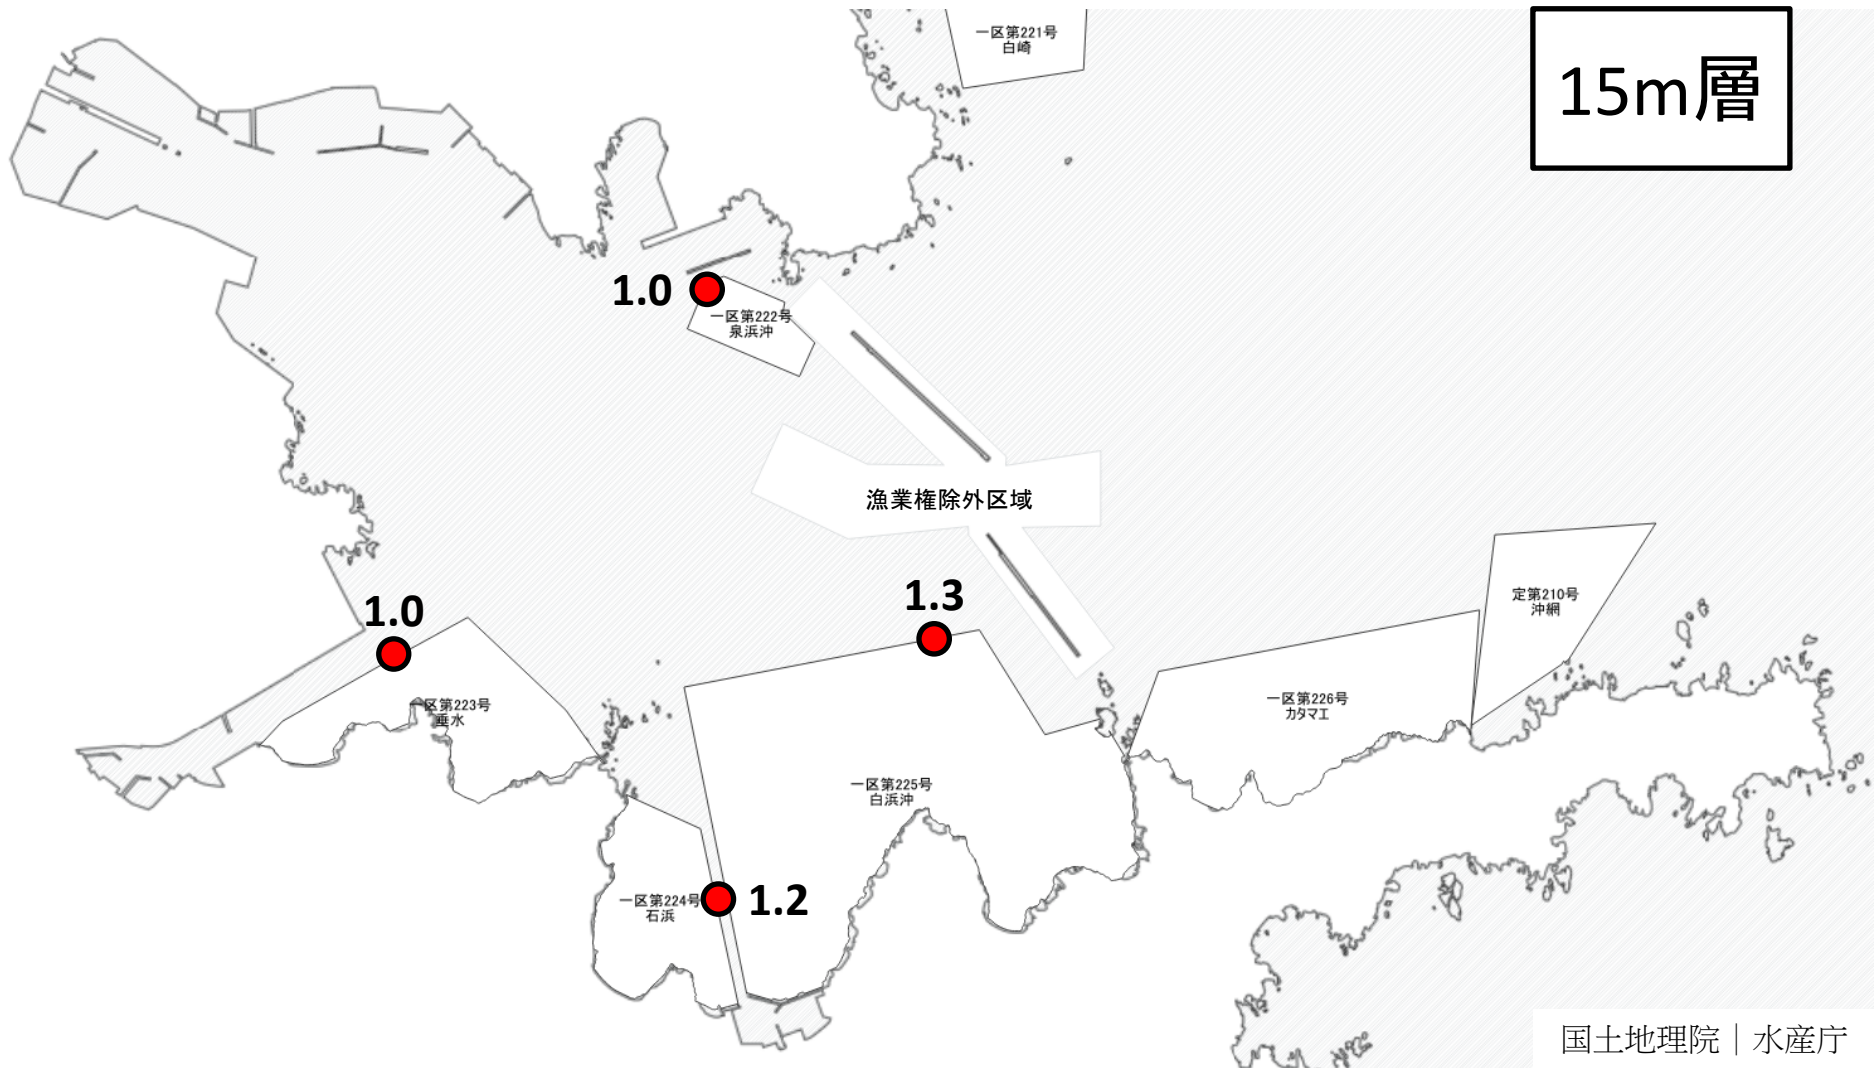 一区第221号
白崎
15m層
1.0
一区第222号
泉浜沖
漁業権除外区域
1.0
1.3
定第210号
沖網
一区第223号
垂水
一区第226号
カタマエ
一区第225号
白浜沖
一区第224号
石浜
1.2
国土地理院｜水産庁